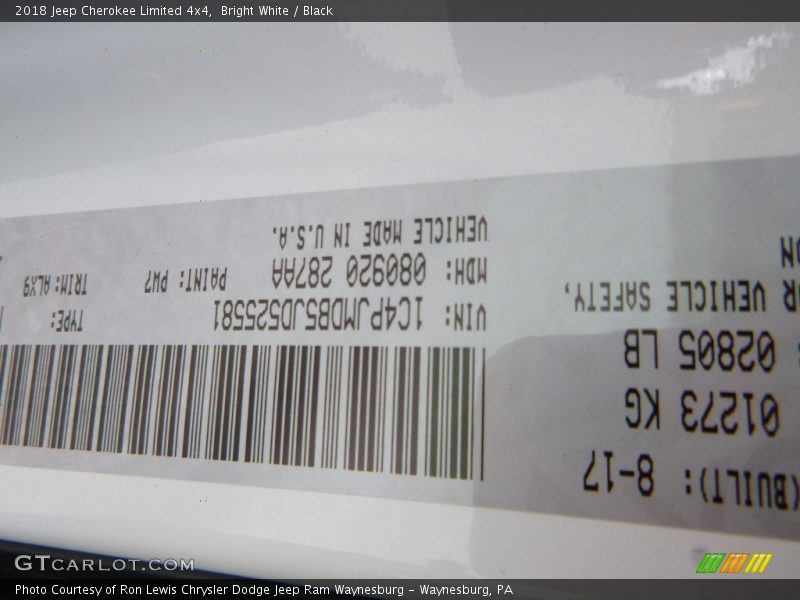 2018 Jeep Cherokee Limited 4x4, Bright White / Black
(BUILT): 8-17
01273 KG
02805 LB
R VEHICLE SAFETY,
ON
VIN: 1C4PJMDB5JD525581 TYPE:
MDH: 080920 287AA PAINT: PW7 TRIM: ALX9
VEHICLE MADE IN U.S.A.
GTCARLOT.COM
Photo Courtesy of Ron Lewis Chrysler Dodge Jeep Ram Waynesburg - Waynesburg, PA